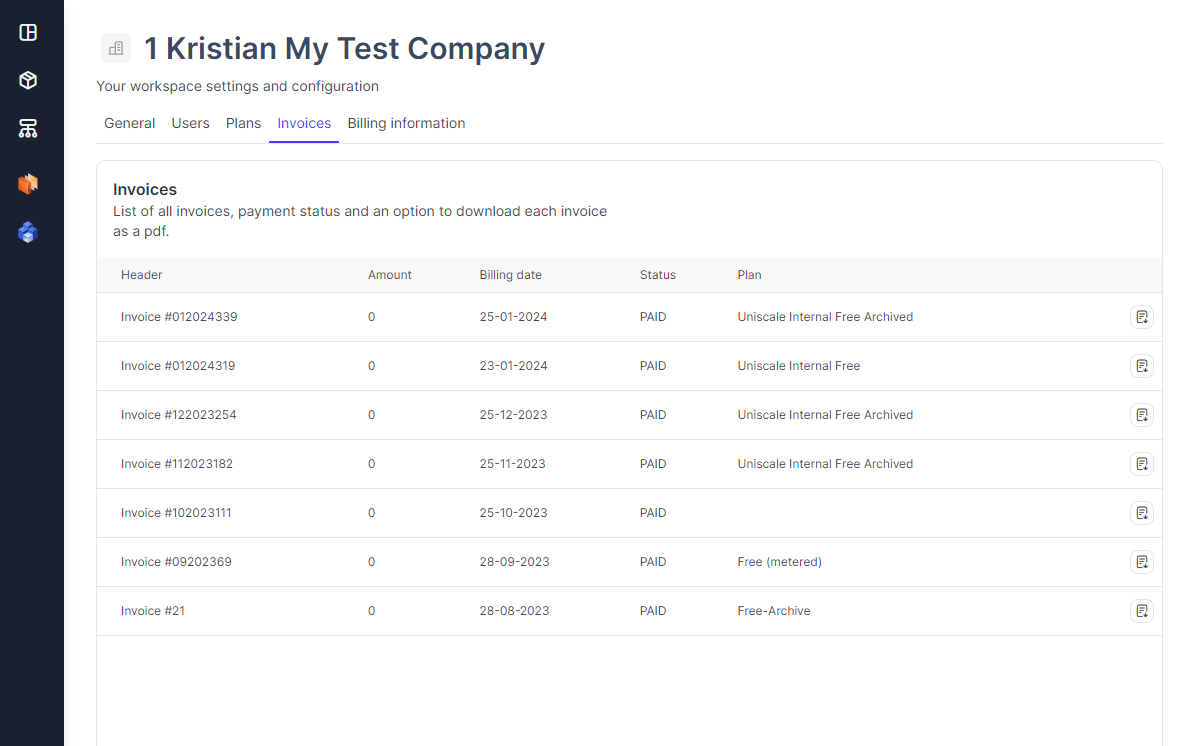 1 Kristian My Test Company
Your workspace settings and configuration
General Users Plans Invoices Billing information
Invoices
List of all invoices, payment status and an option to download each invoice
as a pdf.
Header Amount Billing date Status Plan
Invoice #012024339 0 25-01-2024 PAID Uniscale Internal Free Archived
Invoice #012024319 0 23-01-2024 PAID Uniscale Internal Free
Invoice #122023254 0 25-12-2023 PAID Uniscale Internal Free Archived
Invoice #112023182 0 25-11-2023 PAID Uniscale Internal Free Archived
Invoice #102023111 0 25-10-2023 PAID
Invoice #09202369 0 28-09-2023 PAID Free (metered)
Invoice #21 0 28-08-2023 PAID Free-Archive